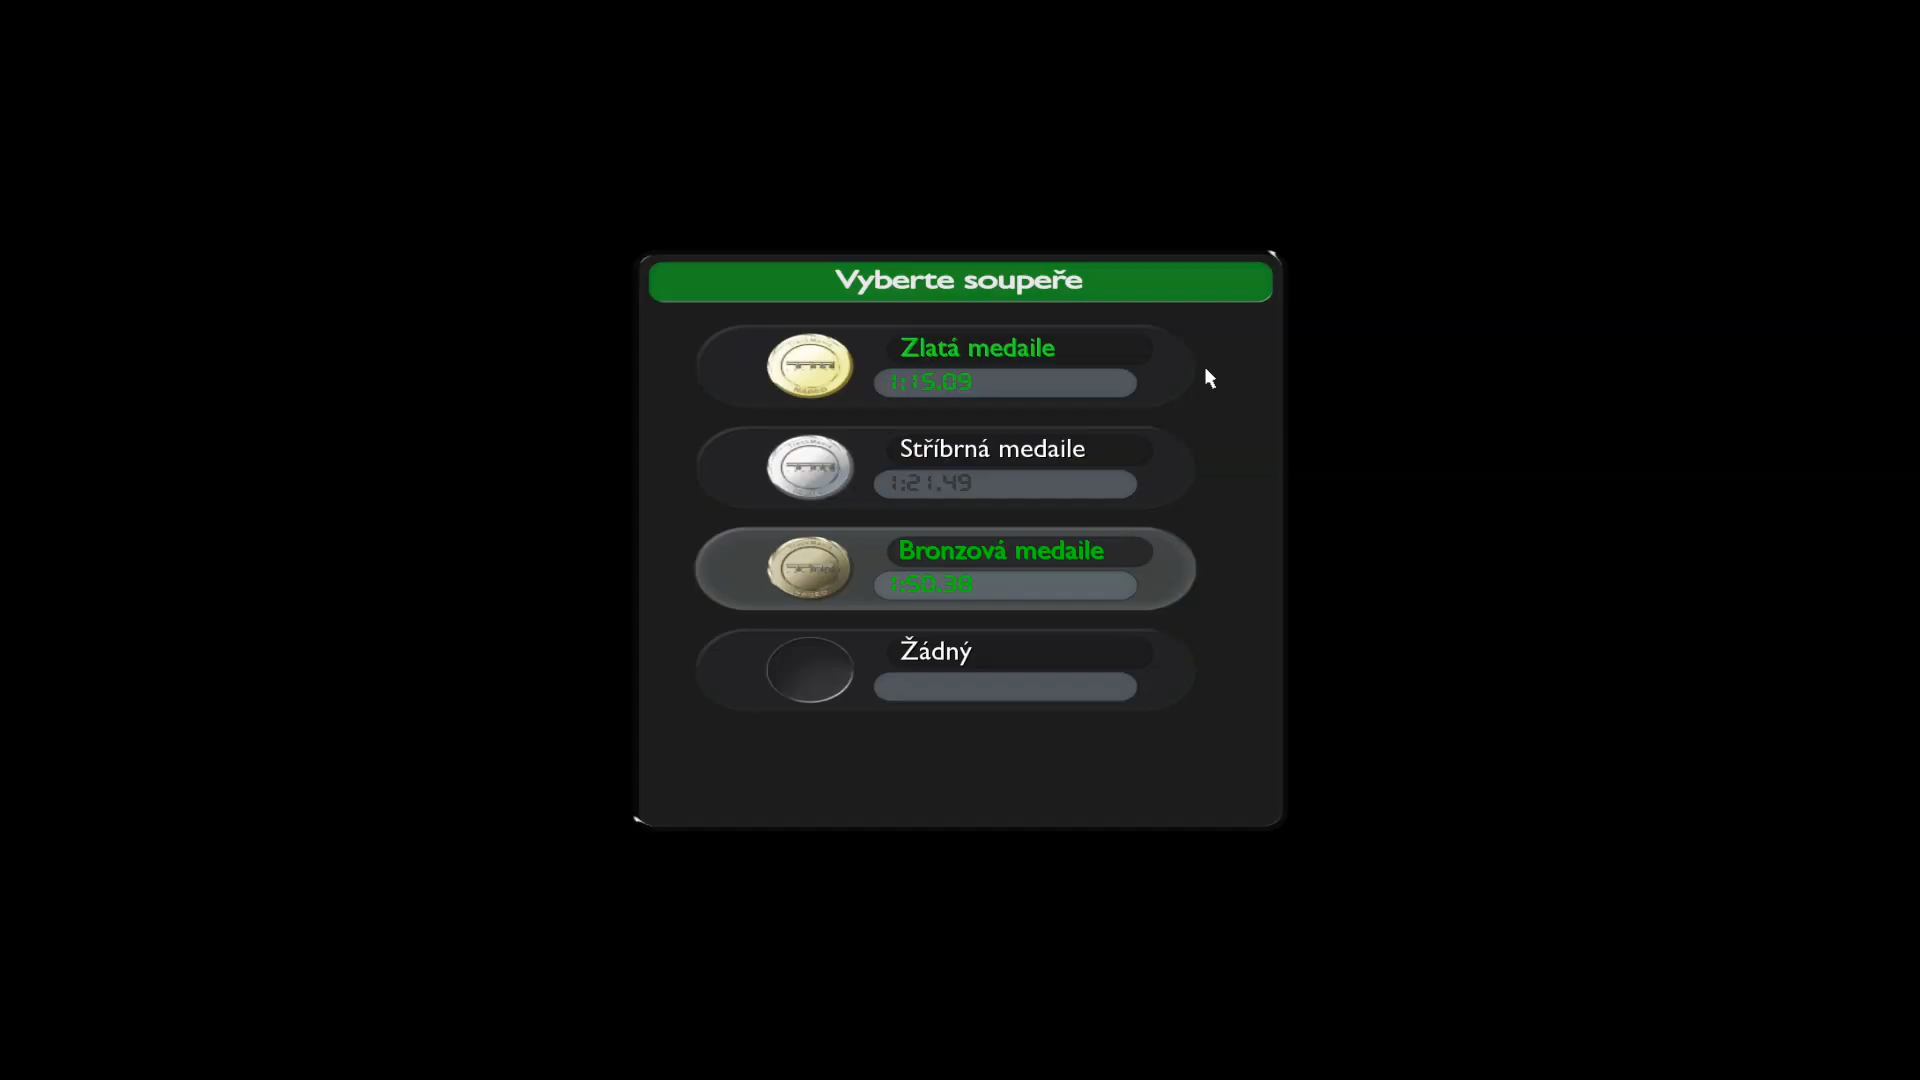 Vyberte soupeře
Zlatá medaile
1:15.09
Stříbrná medaile
1:21.49
Bronzová medaile
1:50.38
Žádný